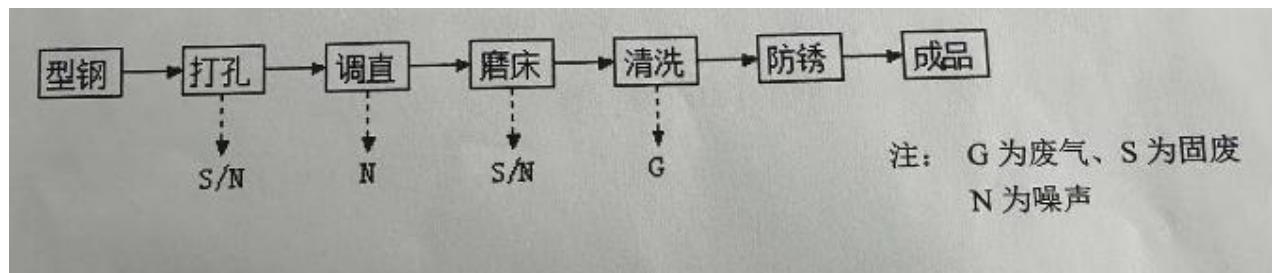 型钢 打孔 调直 磨床 清洗 防锈 成品
S/N N S/N G
注： G 为废气、S 为固废
N 为噪声